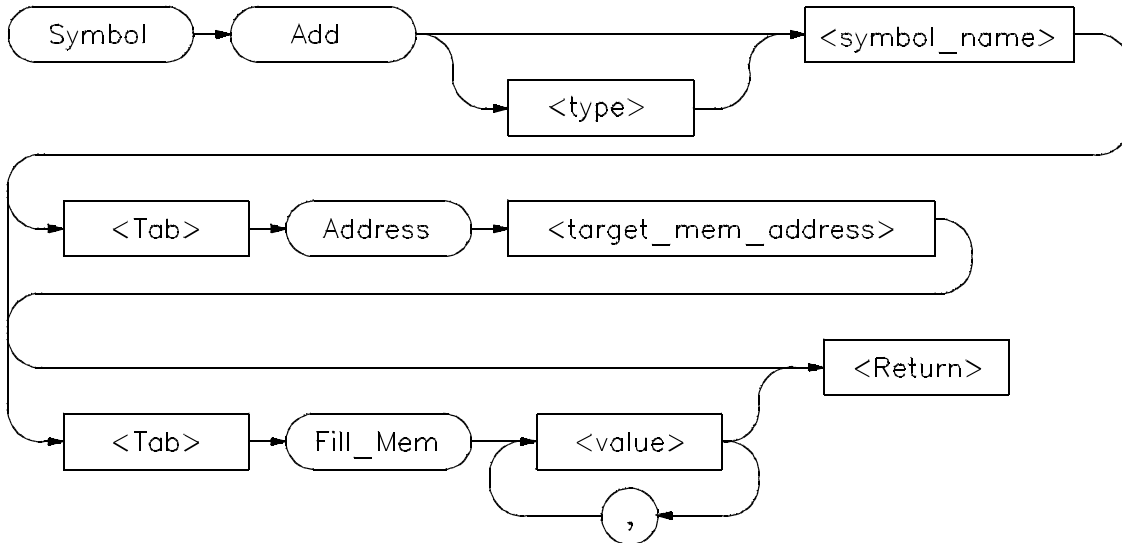 Symbol Add <symbol_name>
<type>
<Tab> Address <target_mem_address>
<Return>
<Tab> Fill_Mem <value>
,